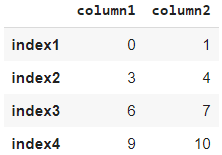 column1 column2
index1 0 1
index2 3 4
index3 6 7
index4 9 10